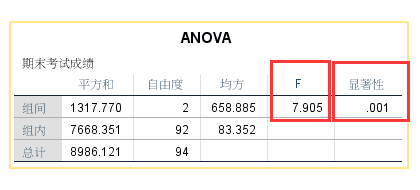 ANOVA
期末考试成绩
平方和 自由度 均方 F 显著性
组间 1317.770 2 658.885 7.905 .001
组内 7668.351 92 83.352
总计 8986.121 94